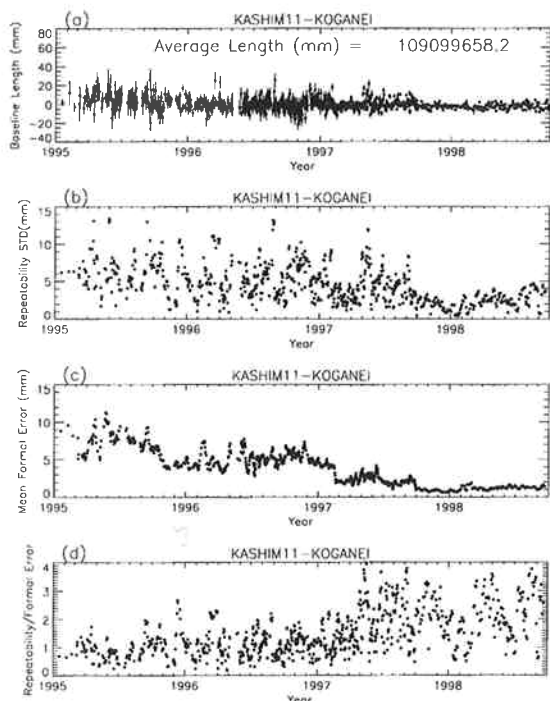 (a) KASHIM11-KOGANEI
Average Length (mm) = 109099658.2
Baseline Length (mm)
80
60
40
20
0
-20
-40
1995 1996 1997 1998
Year
(b) KASHIM11-KOGANEI
Repeatability STD(mm)
15
10
5
0
1995 1996 1997 1998
Year
(c) KASHIM11-KOGANEI
Mean Formal Error (mm)
15
10
5
0
1995 1996 1997 1998
Year
(d) KASHIM11-KOGANEI
Repeatability/Formal Error
4
3
2
1
0
1995 1996 1997 1998
Year